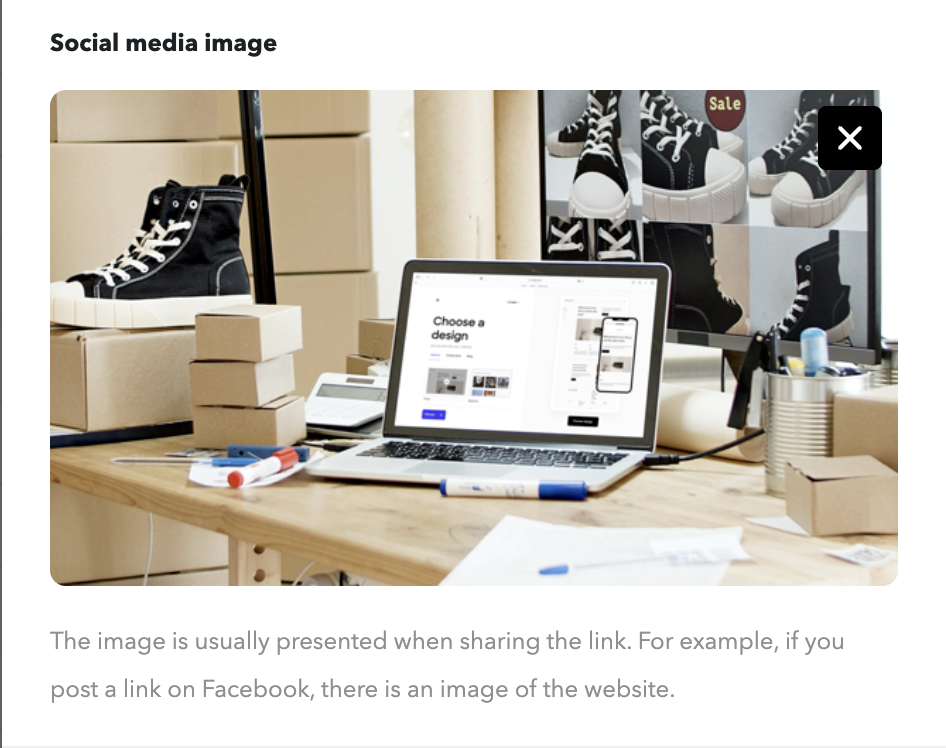 Social media image
Sale
Choose a
design
The image is usually presented when sharing the link. For example, if you
post a link on Facebook, there is an image of the website.